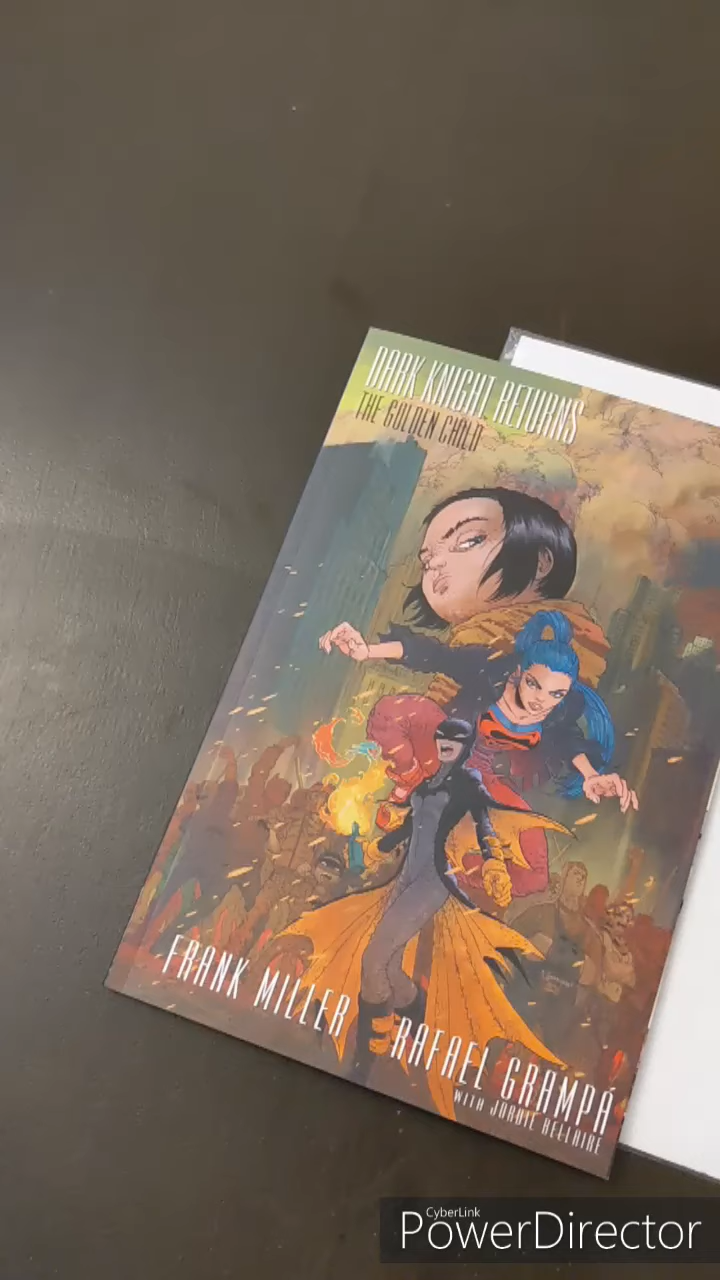 DARK KNIGHT RETURNS
THE GOLDEN CHILD
FRANK MILLER
RAFAEL GRAMPÁ
WITH JORDIE BELLAIRE
CyberLink
PowerDirector